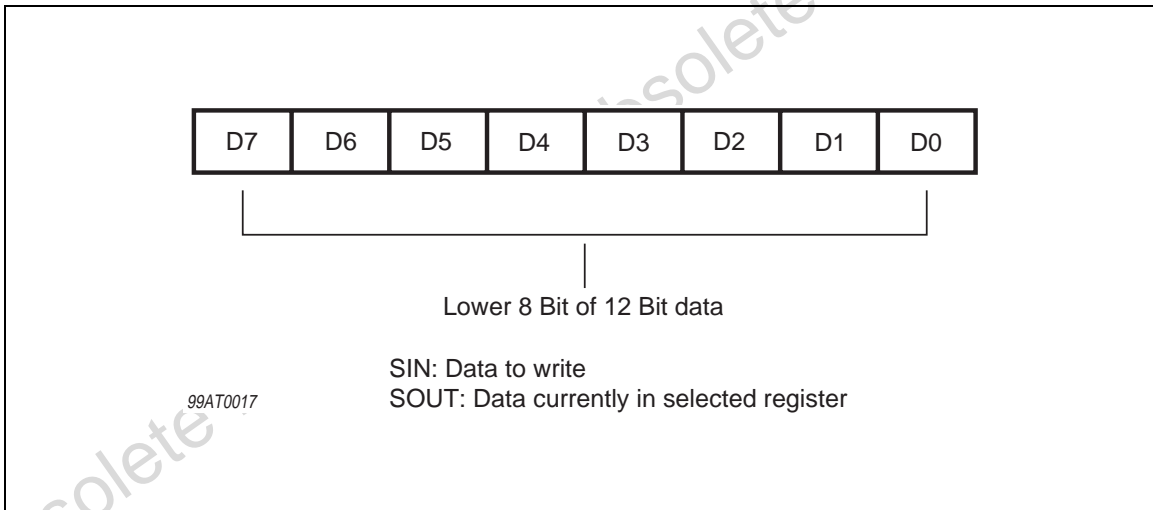 D7 D6 D5 D4 D3 D2 D1 D0
Lower 8 Bit of 12 Bit data
SIN: Data to write
99AT0017 SOUT: Data currently in selected register